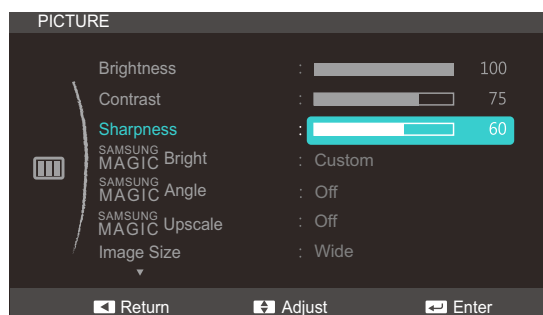 PICTURE
Brightness : 100
Contrast : 75
Sharpness : 60
SAMSUNG MAGIC Bright : Custom
SAMSUNG MAGIC Angle : Off
SAMSUNG MAGIC Upscale : Off
Image Size : Wide
Return Adjust Enter